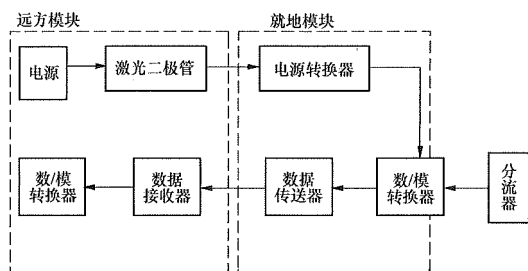 远方模块
就地模块
电源
激光二极管
电源转换器
数/模
转换器
数据
接收器
数据
传送器
数/模
转换器
分
流
器